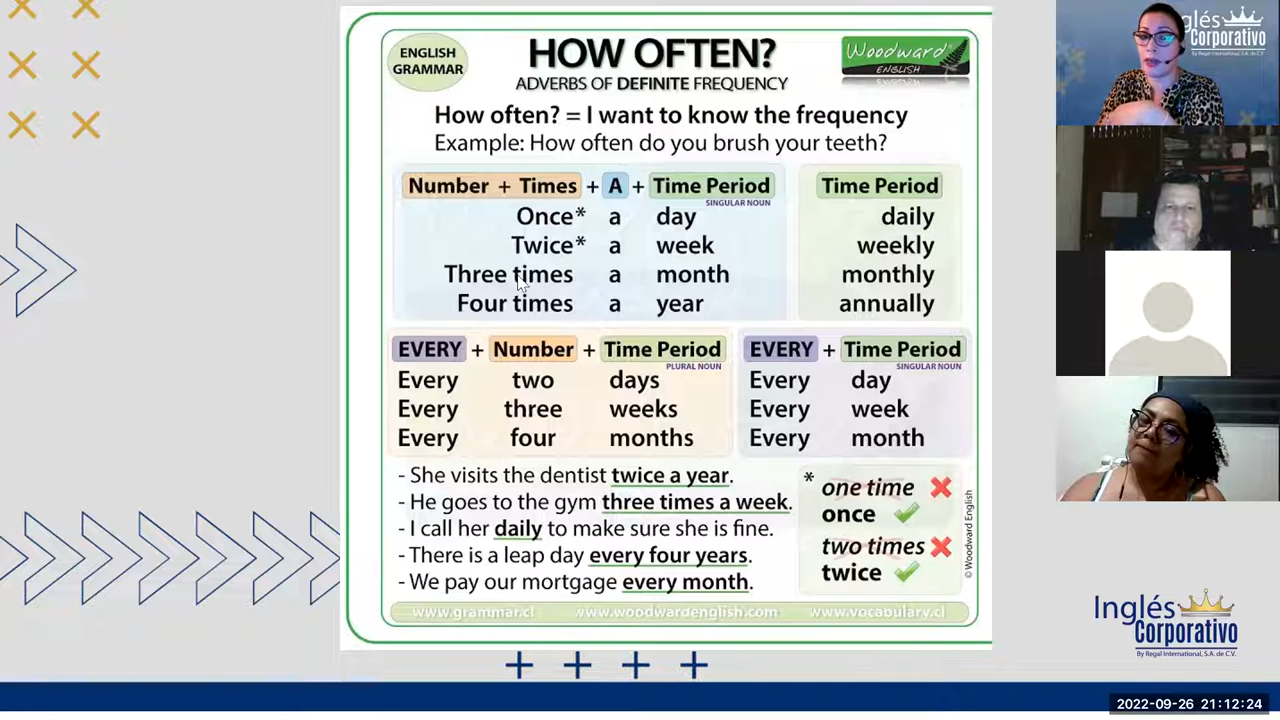 ENGLISH
GRAMMAR
HOW OFTEN?
ADVERBS OF DEFINITE FREQUENCY
Woodward®
ENGLISH
How often? = I want to know the frequency
Example: How often do you brush your teeth?
Number + Times + A + Time Period
SINGULAR NOUN
Once* a day
Twice* a week
Three times a month
Four times a year
Time Period
daily
weekly
monthly
annually
EVERY + Number + Time Period
PLURAL NOUN
Every two days
Every three weeks
Every four months
EVERY + Time Period
SINGULAR NOUN
Every day
Every week
Every month
- She visits the dentist twice a year.
- He goes to the gym three times a week.
- I call her daily to make sure she is fine.
- There is a leap day every four years.
- We pay our mortgage every month.
* one time
once
two times
twice
© Woodward English
www.grammar.cl www.woodwardenglish.com www.vocabulary.cl
glés
Corporativo
By Regal International, S.A. de C.V.
Inglés
Corporativo
By Regal International, S.A. de C.V.
2022-09-26 21:12:24